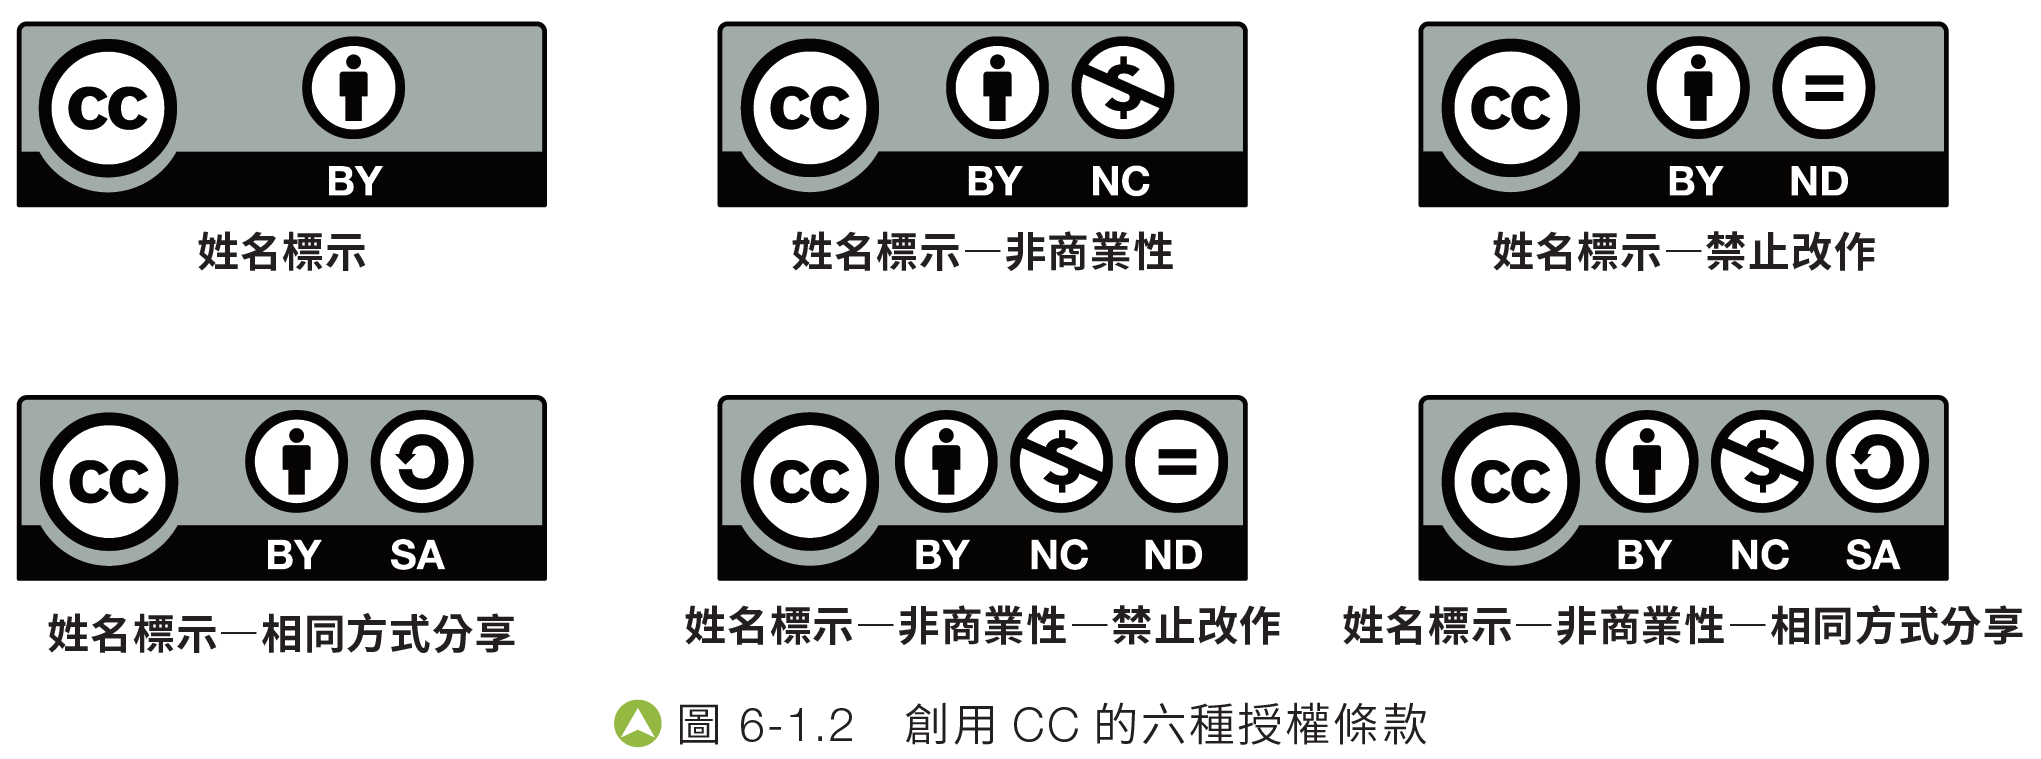 cc BY
cc BY NC
cc BY ND
姓名標示
姓名標示—非商業性
姓名標示—禁止改作
cc BY SA
cc BY NC ND
cc BY NC SA
姓名標示—相同方式分享
姓名標示—非商業性—禁止改作
姓名標示—非商業性—相同方式分享
圖 6-1.2 創用 CC 的六種授權條款